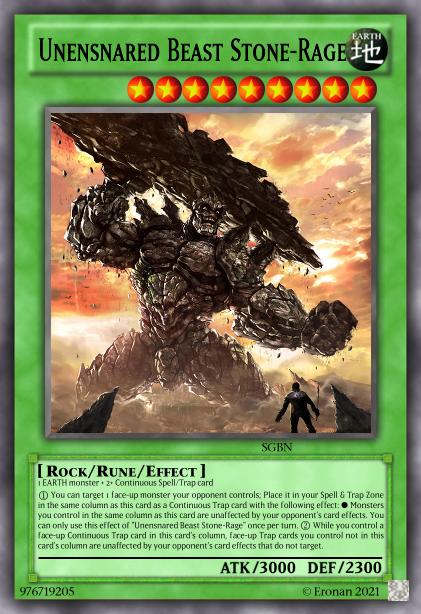 UNENSNARED BEAST STONE-RAGE
EARTH
地
SGBN
[ ROCK/RUNE/EFFECT ]
1 EARTH monster + 2+ Continuous Spell/Trap card
① You can target 1 face-up monster your opponent controls; Place it in your Spell & Trap Zone
in the same column as this card as a Continuous Trap card with the following effect: ● Monsters
you control in the same column as this card are unaffected by your opponent's card effects. You
can only use this effect of "Unensnared Beast Stone-Rage" once per turn. ② While you control a
face-up Continuous Trap card in this card's column, face-up Trap cards you control not in this
card's column are unaffected by your opponent's card effects that do not target.
ATK/3000 DEF/2300
976719205
© Eronan 2021